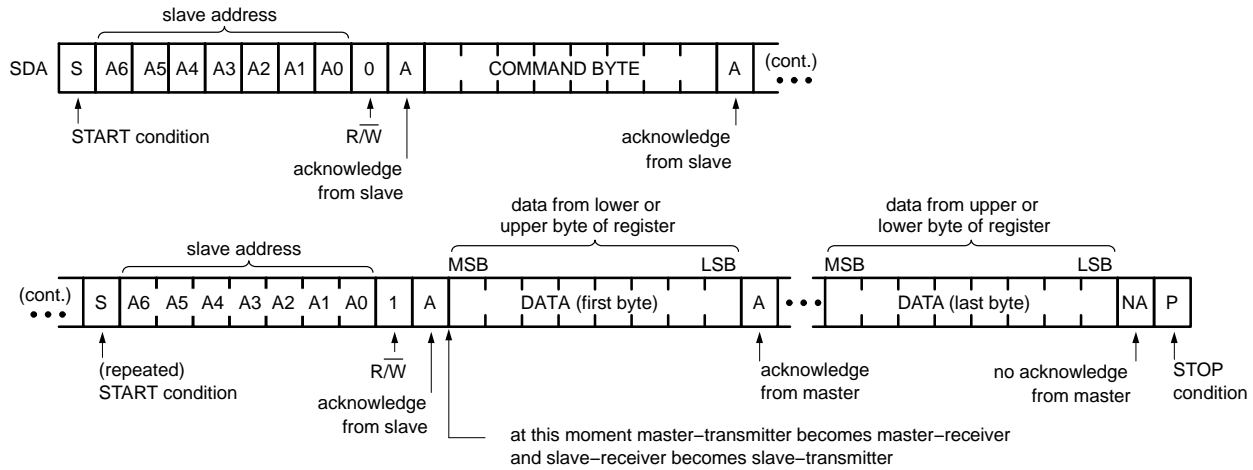 slave address
SDA S A6 A5 A4 A3 A2 A1 A0 0 A COMMAND BYTE A (cont.)
START condition
R/W
acknowledge
from slave
acknowledge
from slave
data from lower or
upper byte of register
data from upper or
lower byte of register
slave address
MSB LSB MSB LSB
(cont.) S A6 A5 A4 A3 A2 A1 A0 1 A DATA (first byte) A DATA (last byte) NA P
(repeated)
START condition
R/W
acknowledge
from slave
acknowledge
from master
no acknowledge
from master
STOP
condition
at this moment master−transmitter becomes master−receiver
and slave−receiver becomes slave−transmitter